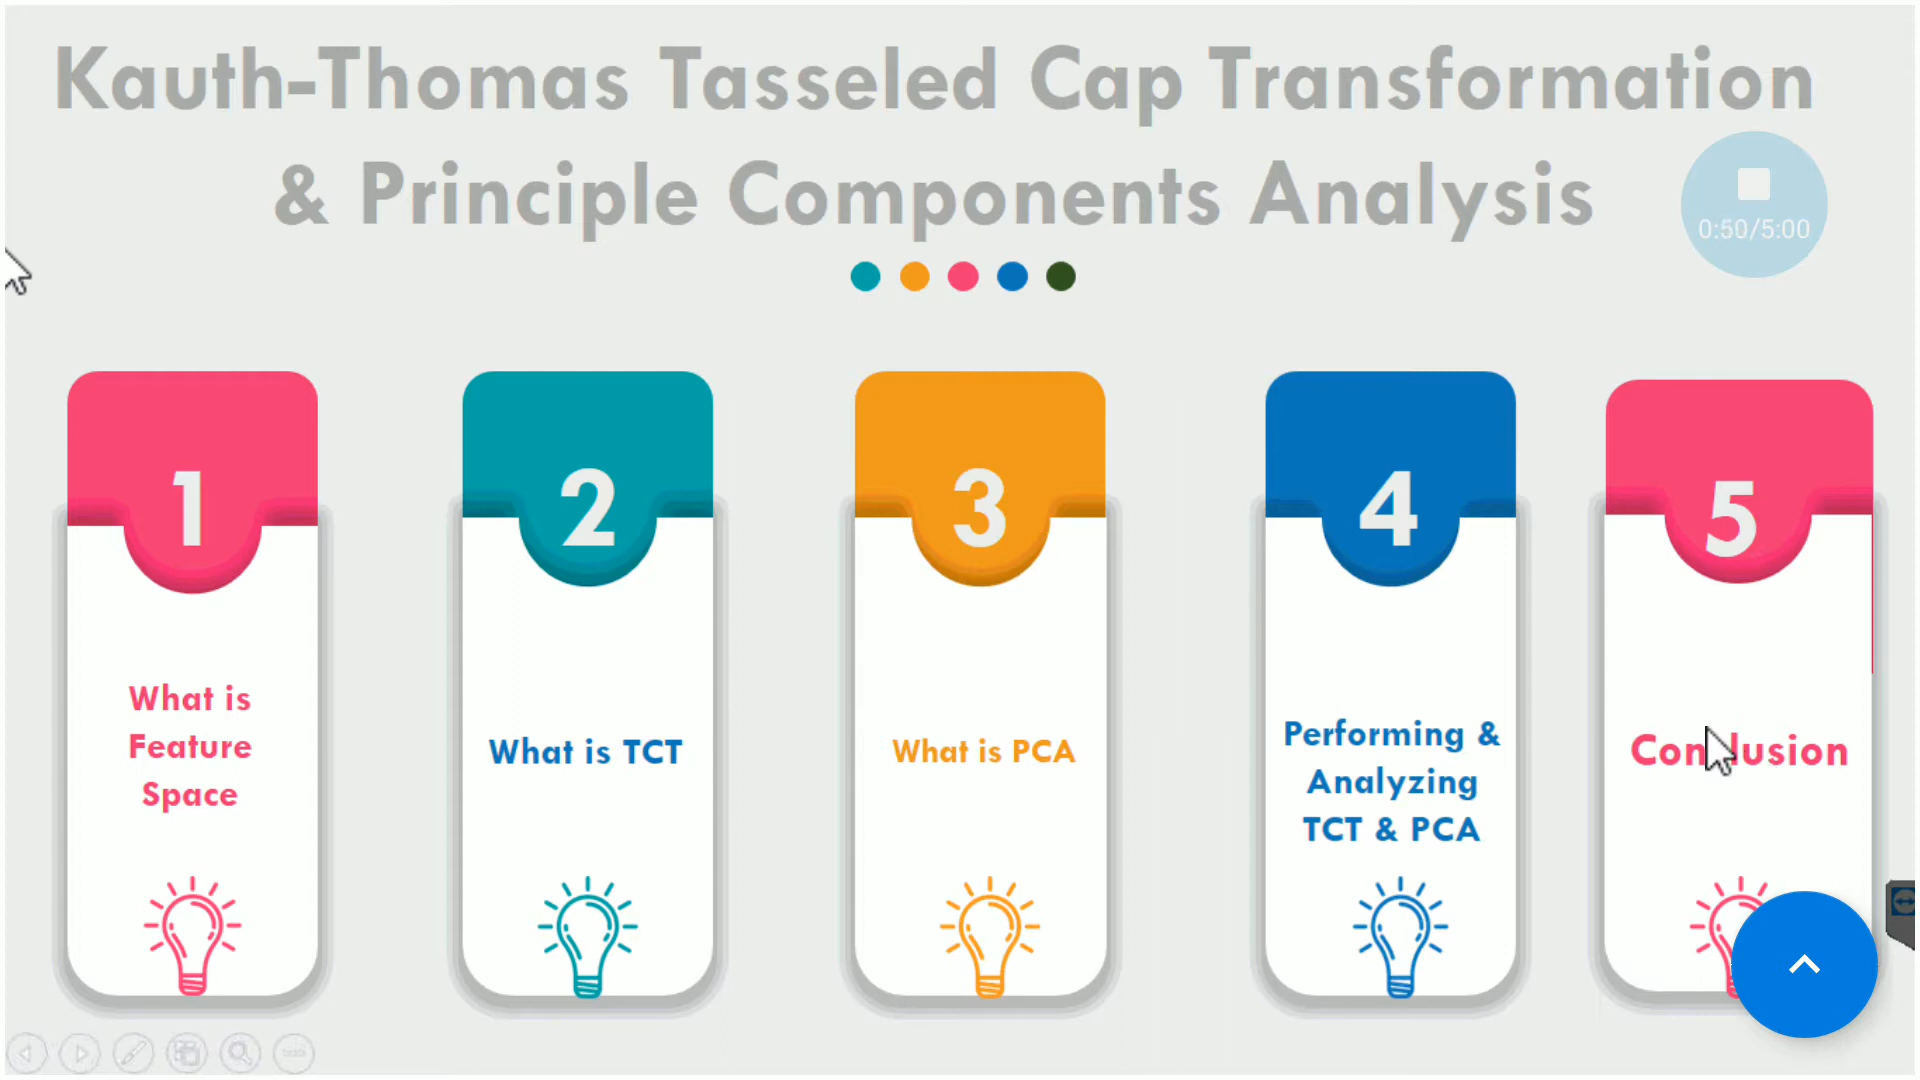 Kauth-Thomas Tasseled Cap Transformation
& Principle Components Analysis
0:50/5:00
1
2
3
4
5
What is
Feature
Space
What is TCT
What is PCA
Performing &
Analyzing
TCT & PCA
Conclusion